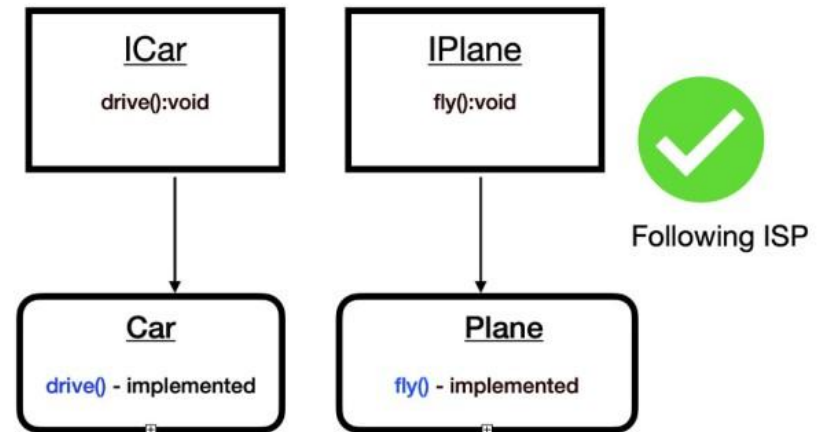 ICar
drive():void
IPlane
fly():void
Following ISP
Car
drive() - implemented
Plane
fly() - implemented